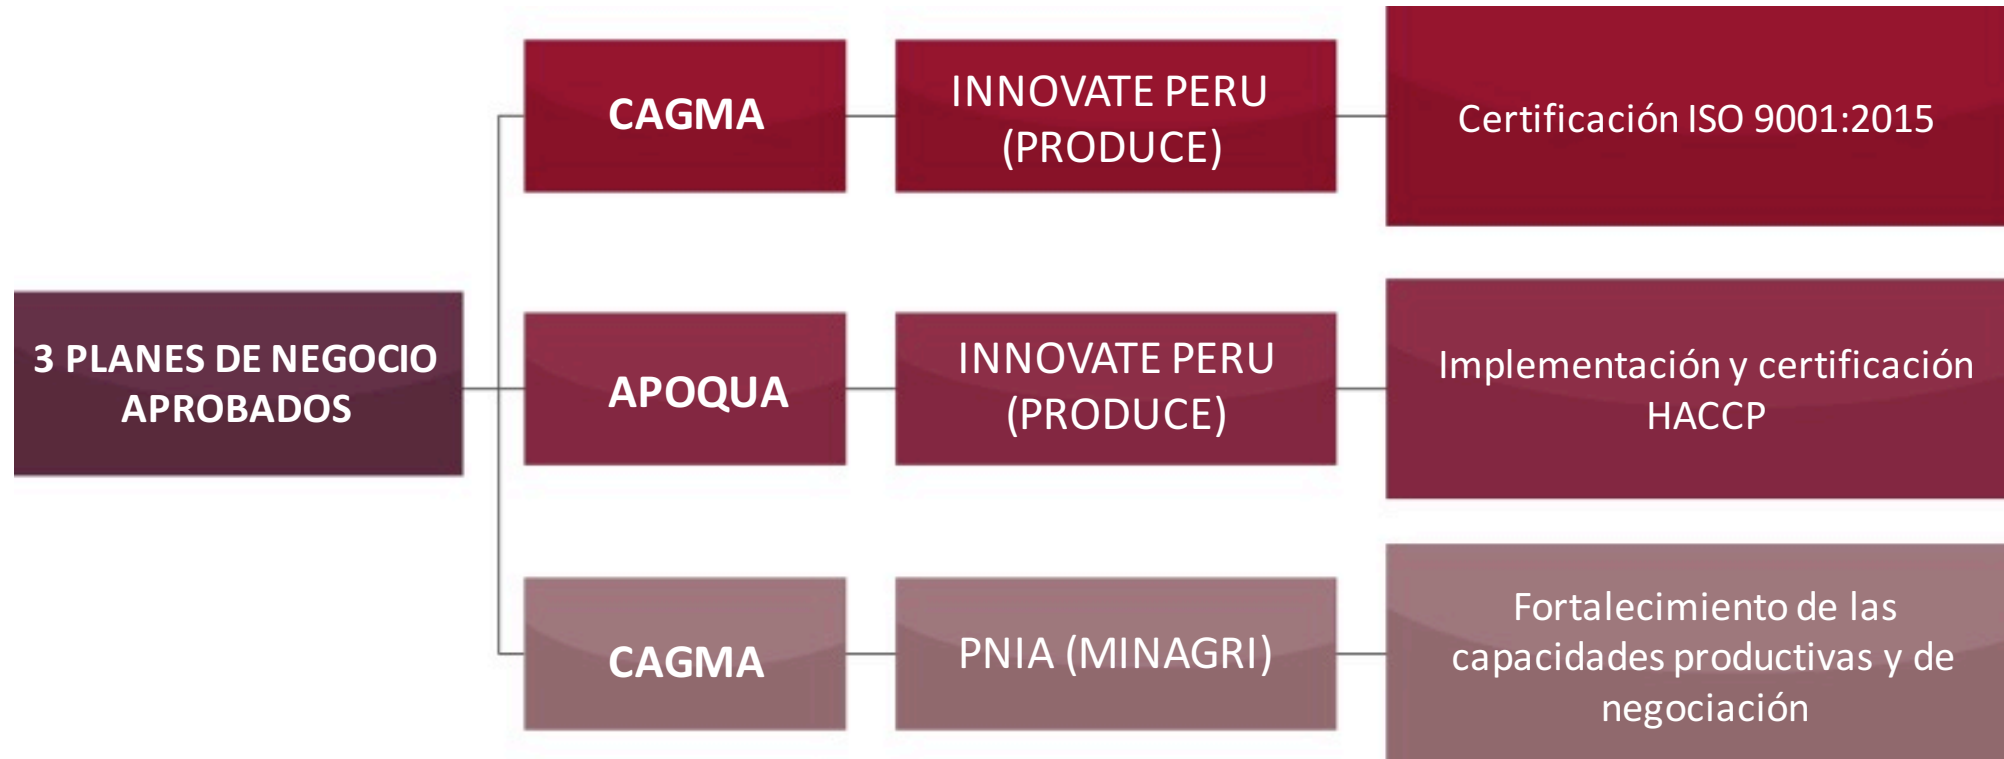 3 PLANES DE NEGOCIO
APROBADOS
CAGMA
INNOVATE PERU
(PRODUCE)
Certificación ISO 9001:2015
APOQUA
INNOVATE PERU
(PRODUCE)
Implementación y certificación
HACCP
CAGMA
PNIA (MINAGRI)
Fortalecimiento de las
capacidades productivas y de
negociación